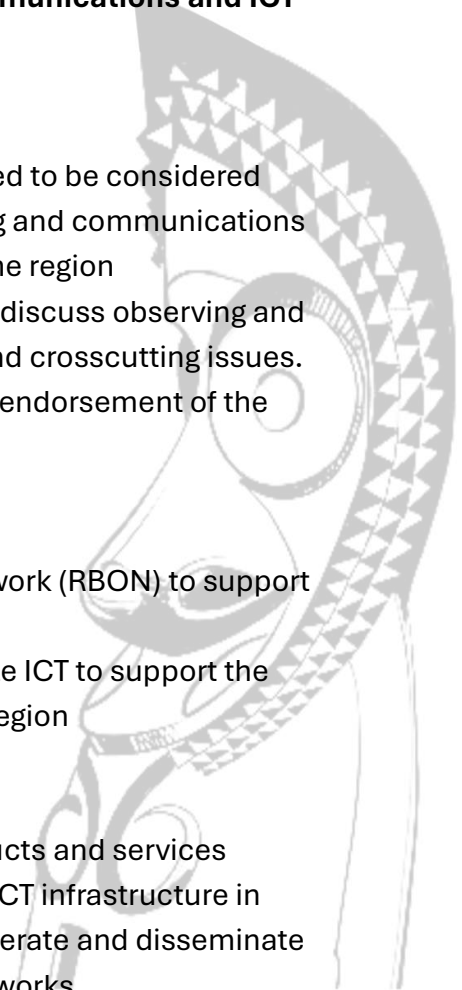 munications and ICT
ed to be considered
g and communications
he region
discuss observing and
nd crosscutting issues.
endorsement of the
work (RBON) to support
e ICT to support the
egion
ucts and services
CT infrastructure in
erate and disseminate
works